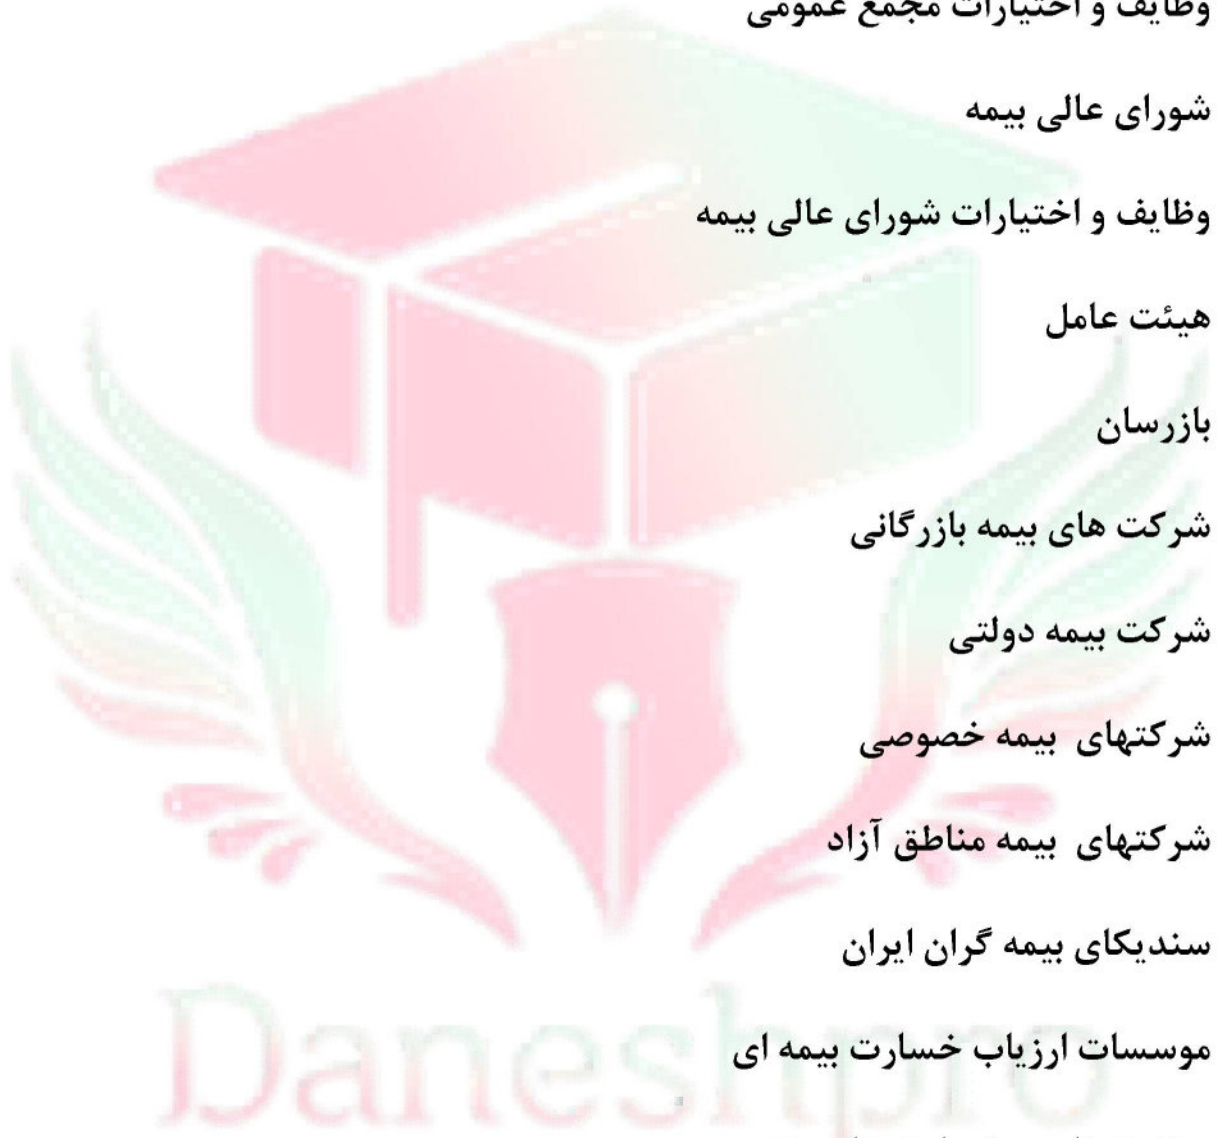 وظایف و اختیارات مجمع عمومی
شورای عالی بیمه
وظایف و اختیارات شورای عالی بیمه
هیئت عامل
بازرسان
شرکت های بیمه بازرگانی
شرکت بیمه دولتی
شرکتهای بیمه خصوصی
شرکتهای بیمه مناطق آزاد
سندیکای بیمه گران ایران
موسسات ارزیاب خسارت بیمه ای
Daneshpro